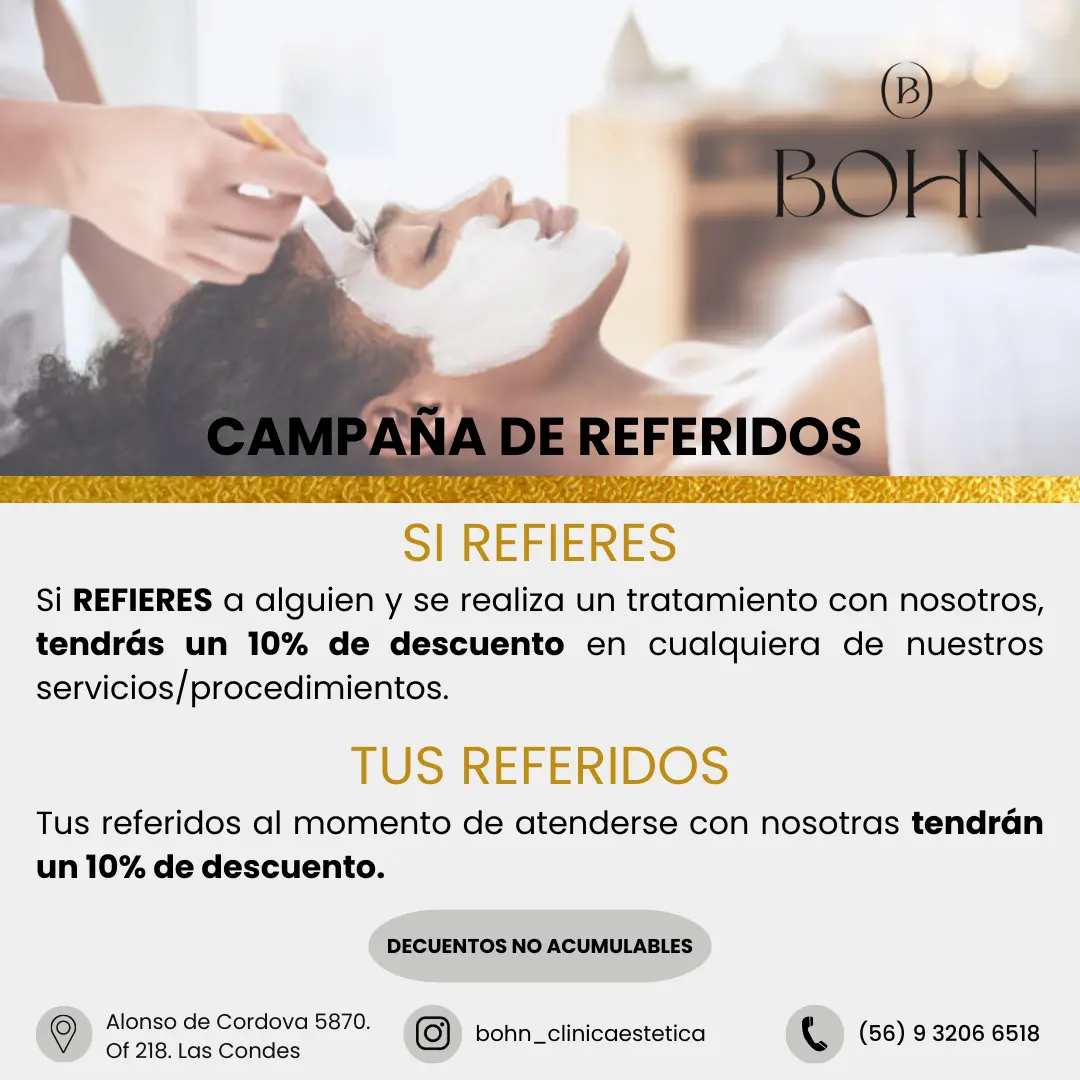 B
BOHN
CAMPAÑA DE REFERIDOS
SI REFIERES
Si REFIERES a alguien y se realiza un tratamiento con nosotros,
tendrás un 10% de descuento en cualquiera de nuestros
servicios/procedimientos.
TUS REFERIDOS
Tus referidos al momento de atenderse con nosotras tendrán
un 10% de descuento.
DECUENTOS NO ACUMULABLES
Alonso de Cordova 5870.
Of 218. Las Condes
bohn_clinicaestetica
(56) 9 3206 6518